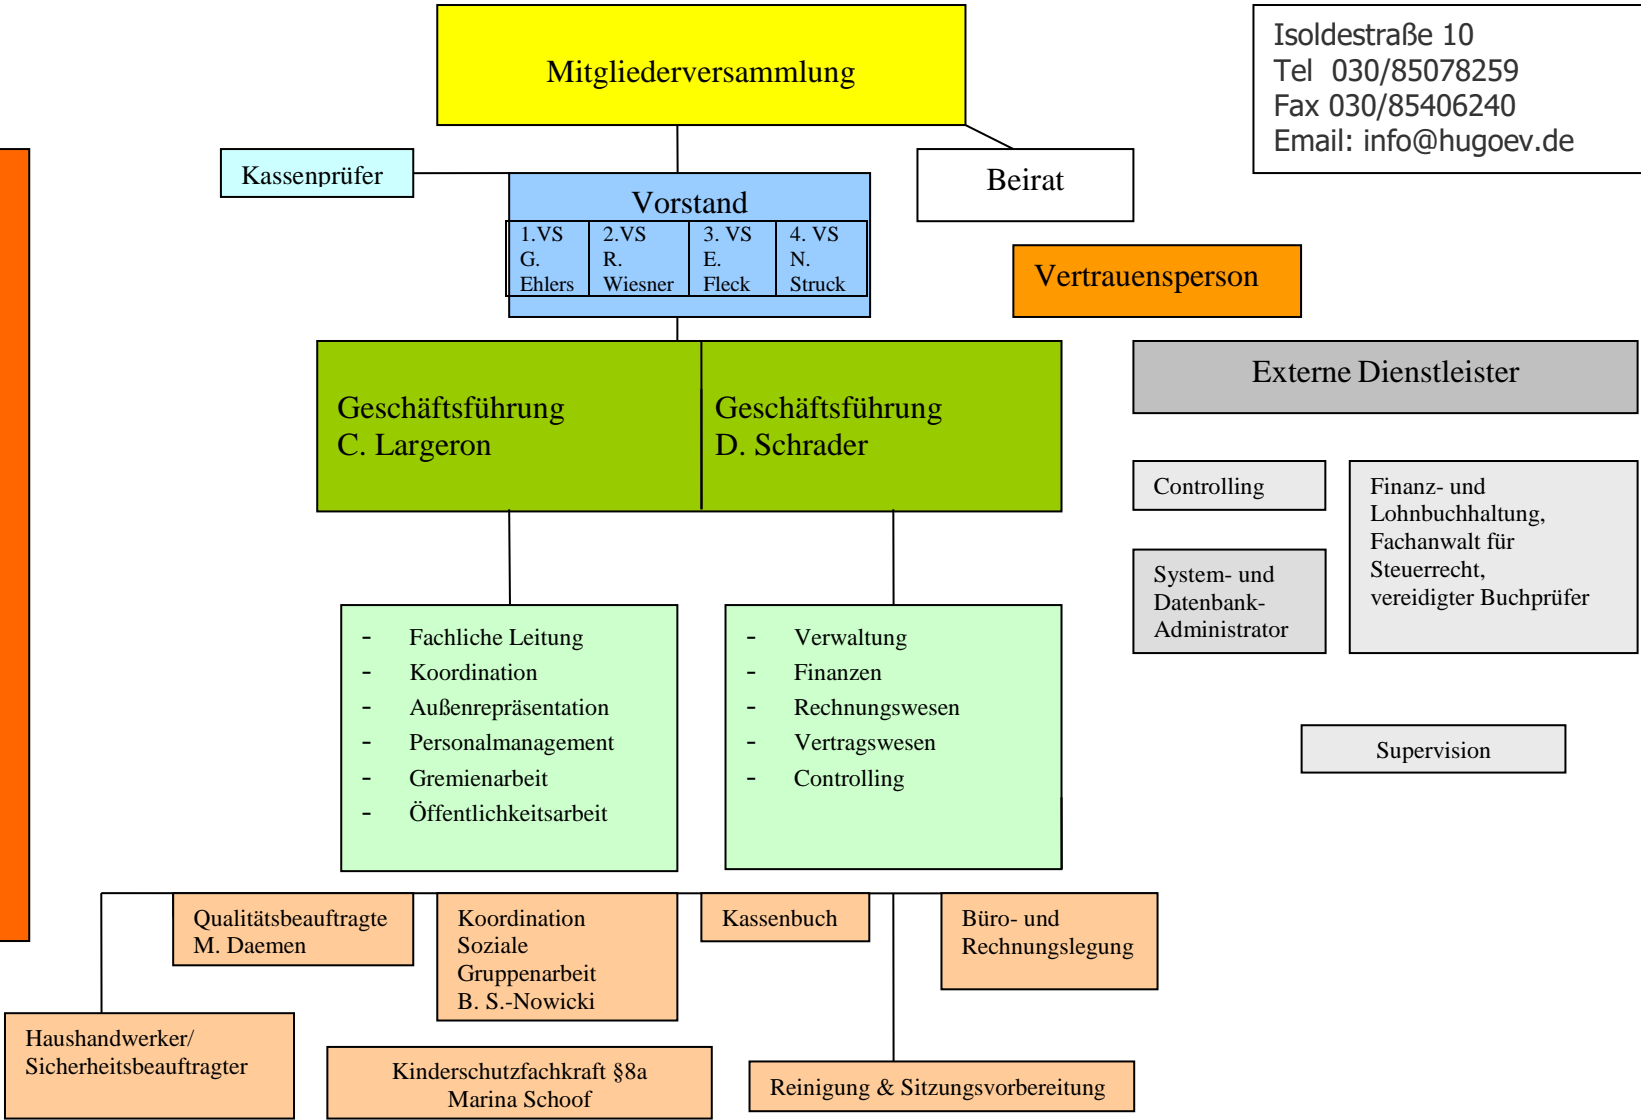 Mitgliederversammlung
Isoldestraße 10
Tel 030/85078259
Fax 030/85406240
Email: info@hugoev.de
Kassenprüfer
Beirat
Vorstand
1.VS
G.
Ehlers
2.VS
R.
Wiesner
3. VS
E.
Fleck
4. VS
N.
Struck
Vertrauensperson
Geschäftsführung
C. Largeron
Geschäftsführung
D. Schrader
Externe Dienstleister
Controlling
Finanz- und
Lohnbuchhaltung,
Fachanwalt für
Steuerrecht,
vereidigter Buchprüfer
System- und
Datenbank-
Administrator
Supervision
- Fachliche Leitung
- Koordination
- Außenrepräsentation
- Personalmanagement
- Gremienarbeit
- Öffentlichkeitsarbeit
- Verwaltung
- Finanzen
- Rechnungswesen
- Vertragswesen
- Controlling
Qualitätsbeauftragte
M. Daemen
Koordination
Soziale
Gruppenarbeit
B. S.-Nowicki
Kassenbuch
Büro- und
Rechnungslegung
Haushandwerker/
Sicherheitsbeauftragter
Kinderschutzfachkraft §8a
Marina Schoof
Reinigung & Sitzungsvorbereitung